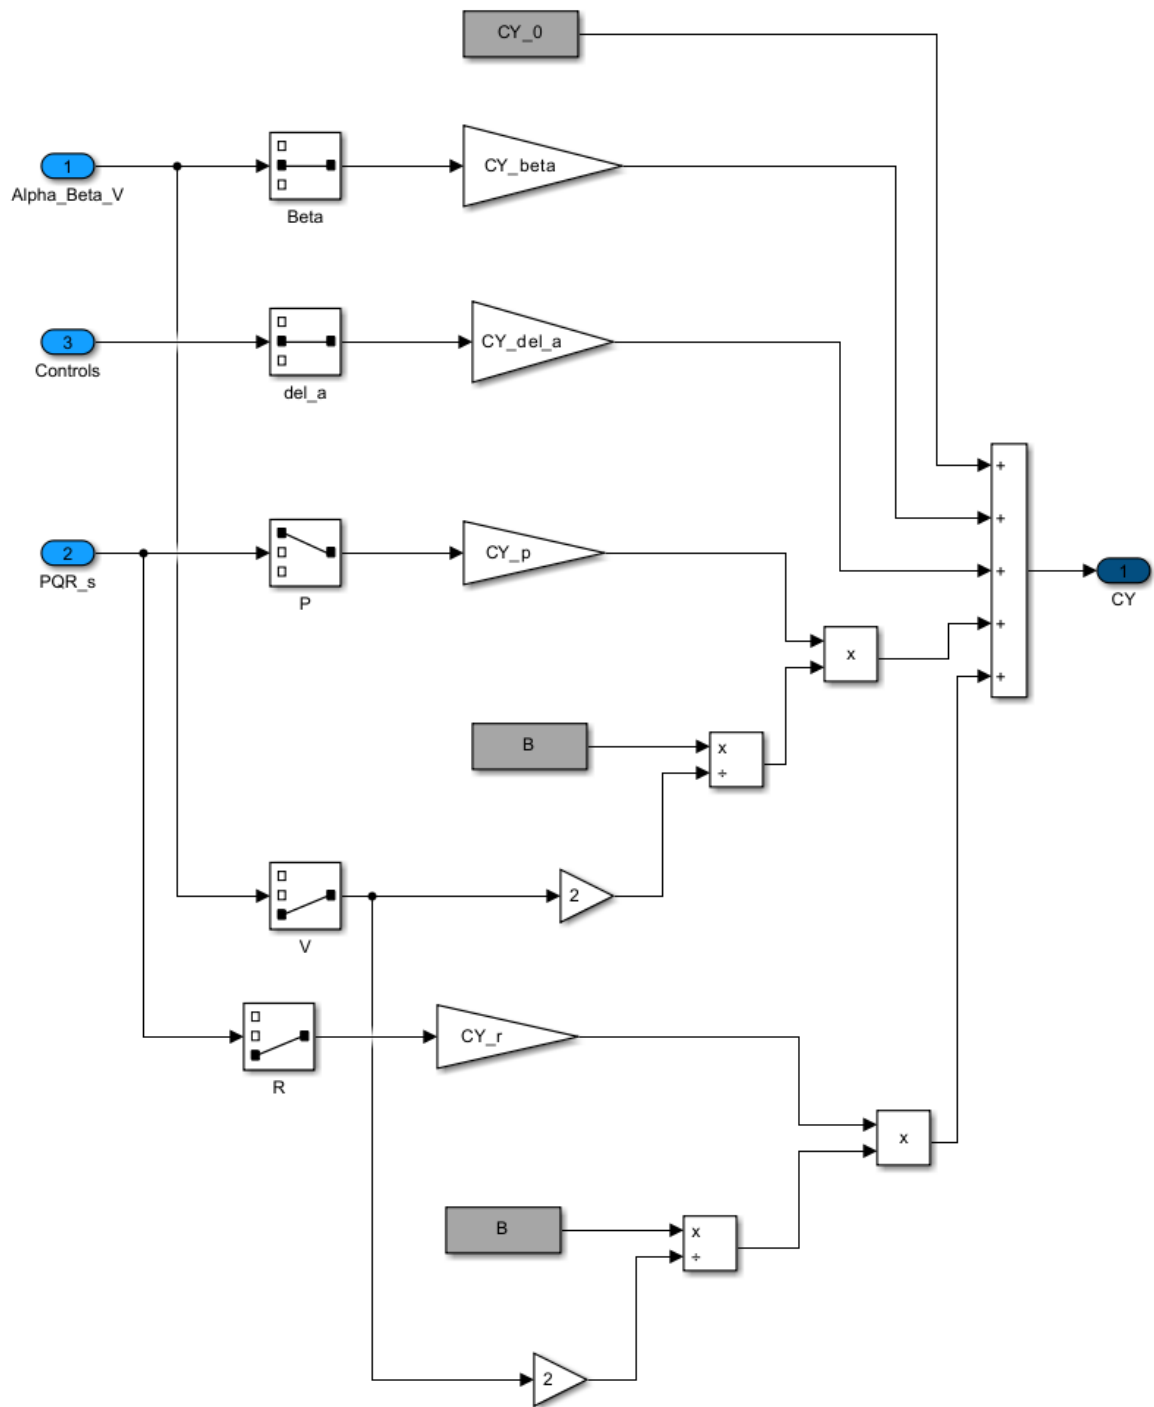 CY_0
1
Alpha_Beta_V
Beta
CY_beta
3
Controls
del_a
CY_del_a
+
+
2
PQR_s
P
CY_p
+
1
CY
+
x
+
B
x
÷
V
2
R
CY_r
x
B
x
÷
2